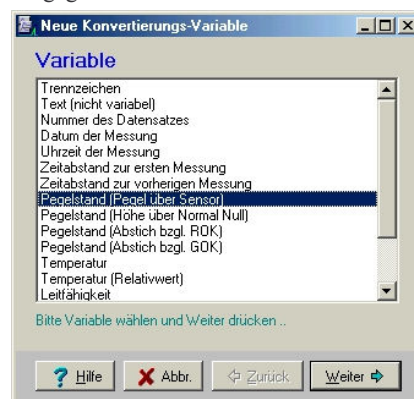 Neue Konvertierungs-Variable
Variable
Trennzeichen
Text (nicht variabel)
Nummer des Datensatzes
Datum der Messung
Uhrzeit der Messung
Zeitabstand zur ersten Messung
Zeitabstand zur vorherigen Messung
Pegelstand (Pegel über Sensor)
Pegelstand (Höhe über Normal Null)
Pegelstand (Abstich bzgl. ROK)
Pegelstand (Abstich bzgl. GOK)
Temperatur
Temperatur (Relativwert)
Leitfähigkeit
Bitte Variable wählen und Weiter drücken ..
? Hilfe Abbr. Zurück Weiter